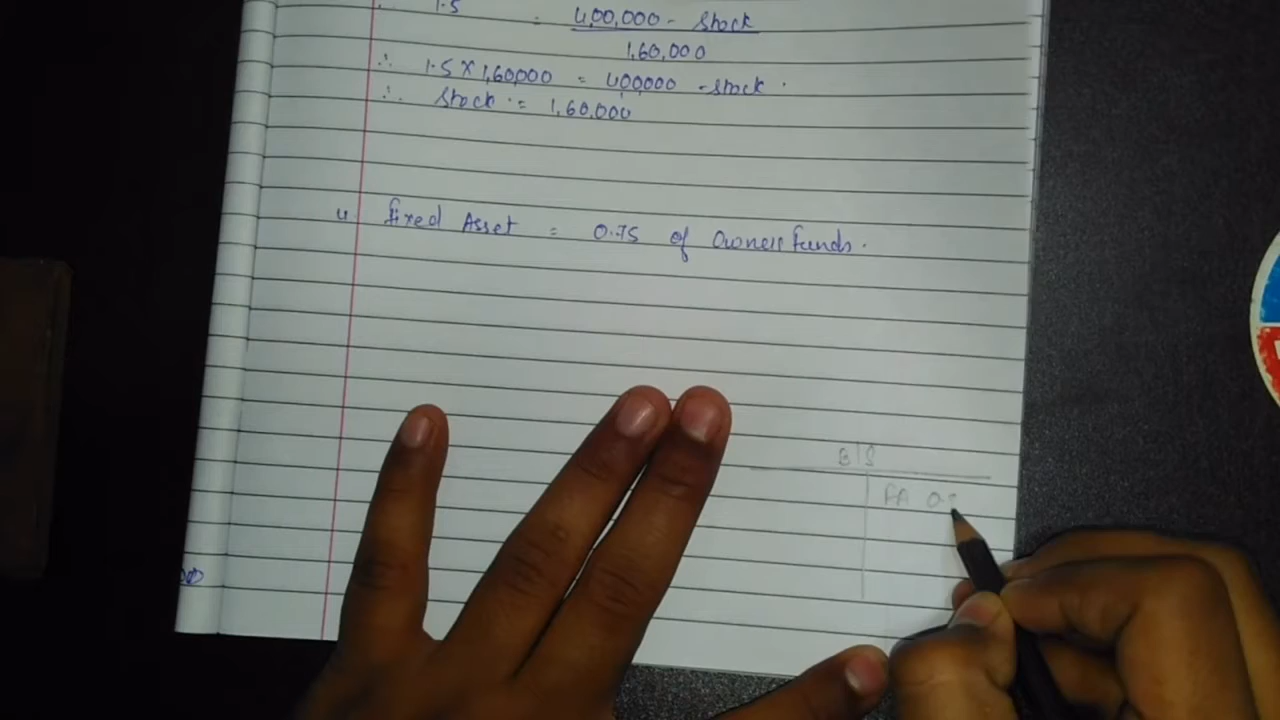 ∴ 1.5 = 4,00,000 - Stock
1,60,000
∴ 1.5 × 1,60,000 = 4,00,000 - Stock.
∴ Stock = 1,60,000
4 Fixed Asset = 0.75 of Owners funds.
B|S
FA 0.